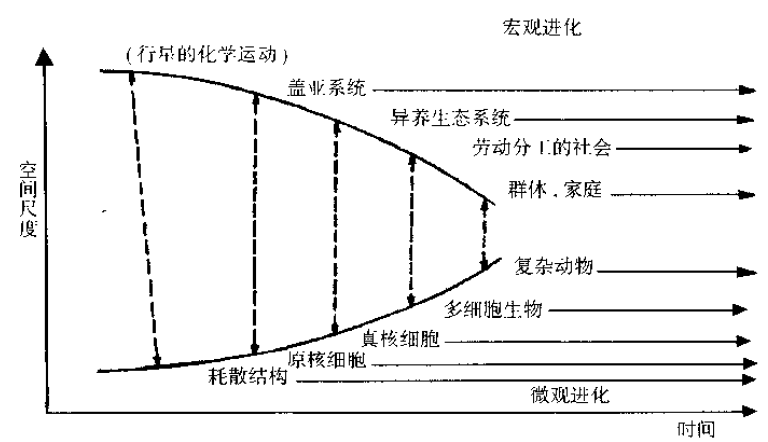 宏观进化
(行星的化学运动)
盖亚系统
异养生态系统
劳动分工的社会
空间尺度
群体、家庭
复杂动物
多细胞生物
真核细胞
原核细胞
耗散结构
微观进化
时间